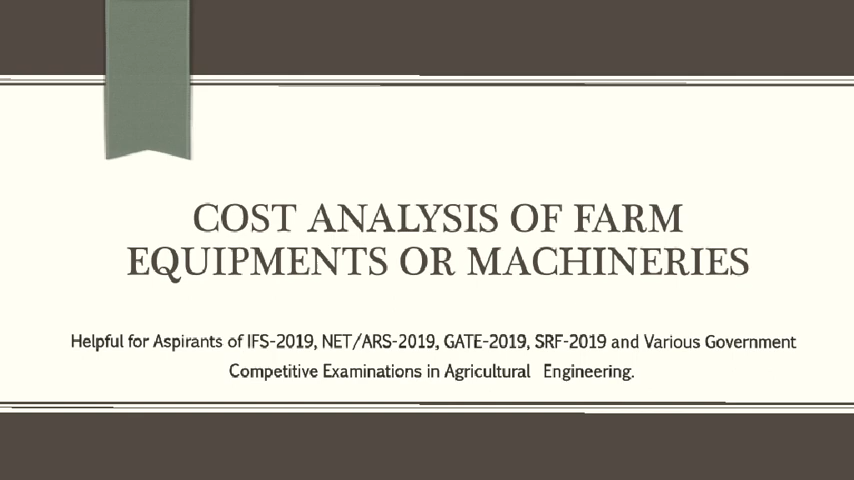 COST ANALYSIS OF FARM
EQUIPMENTS OR MACHINERIES
Helpful for Aspirants of IFS-2019, NET/ARS-2019, GATE-2019, SRF-2019 and Various Government
Competitive Examinations in Agricultural Engineering.